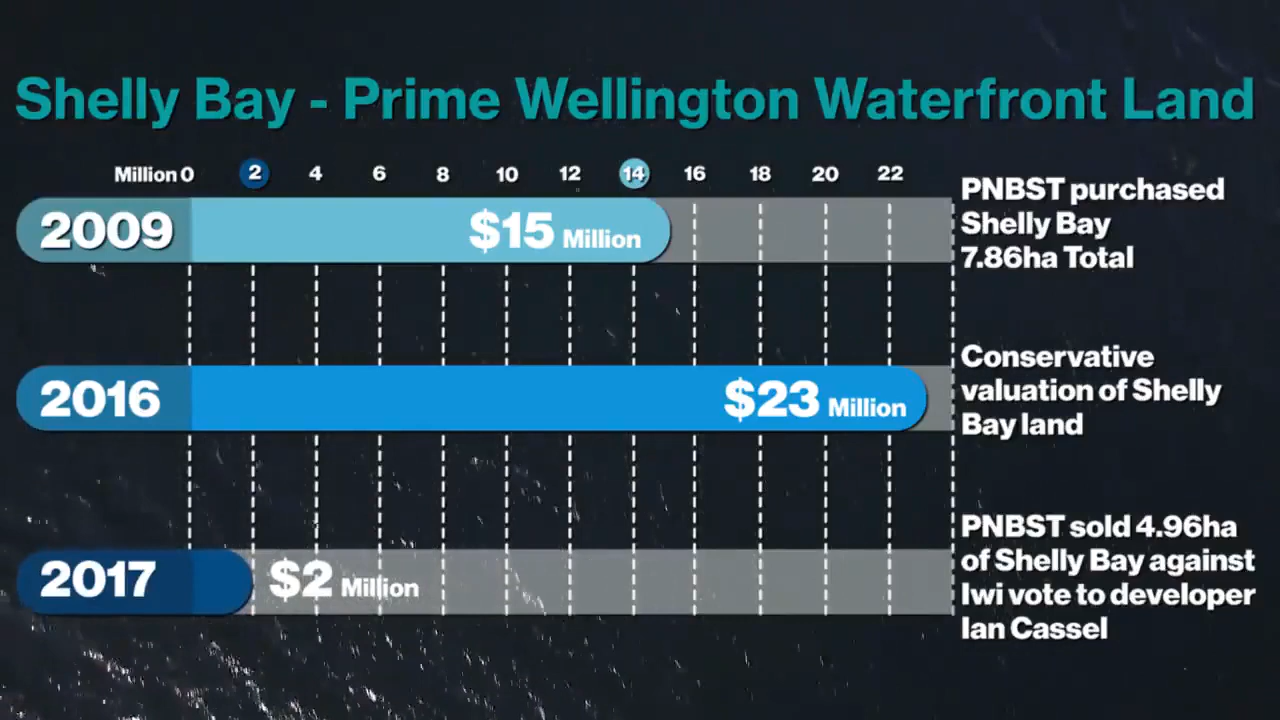 Shelly Bay - Prime Wellington Waterfront Land
Million 0 2 4 6 8 10 12 14 16 18 20 22
2009 $15 Million
PNBST purchased
Shelly Bay
7.86ha Total
2016 $23 Million
Conservative
valuation of Shelly
Bay land
2017 $2 Million
PNBST sold 4.96ha
of Shelly Bay against
Iwi vote to developer
Ian Cassel